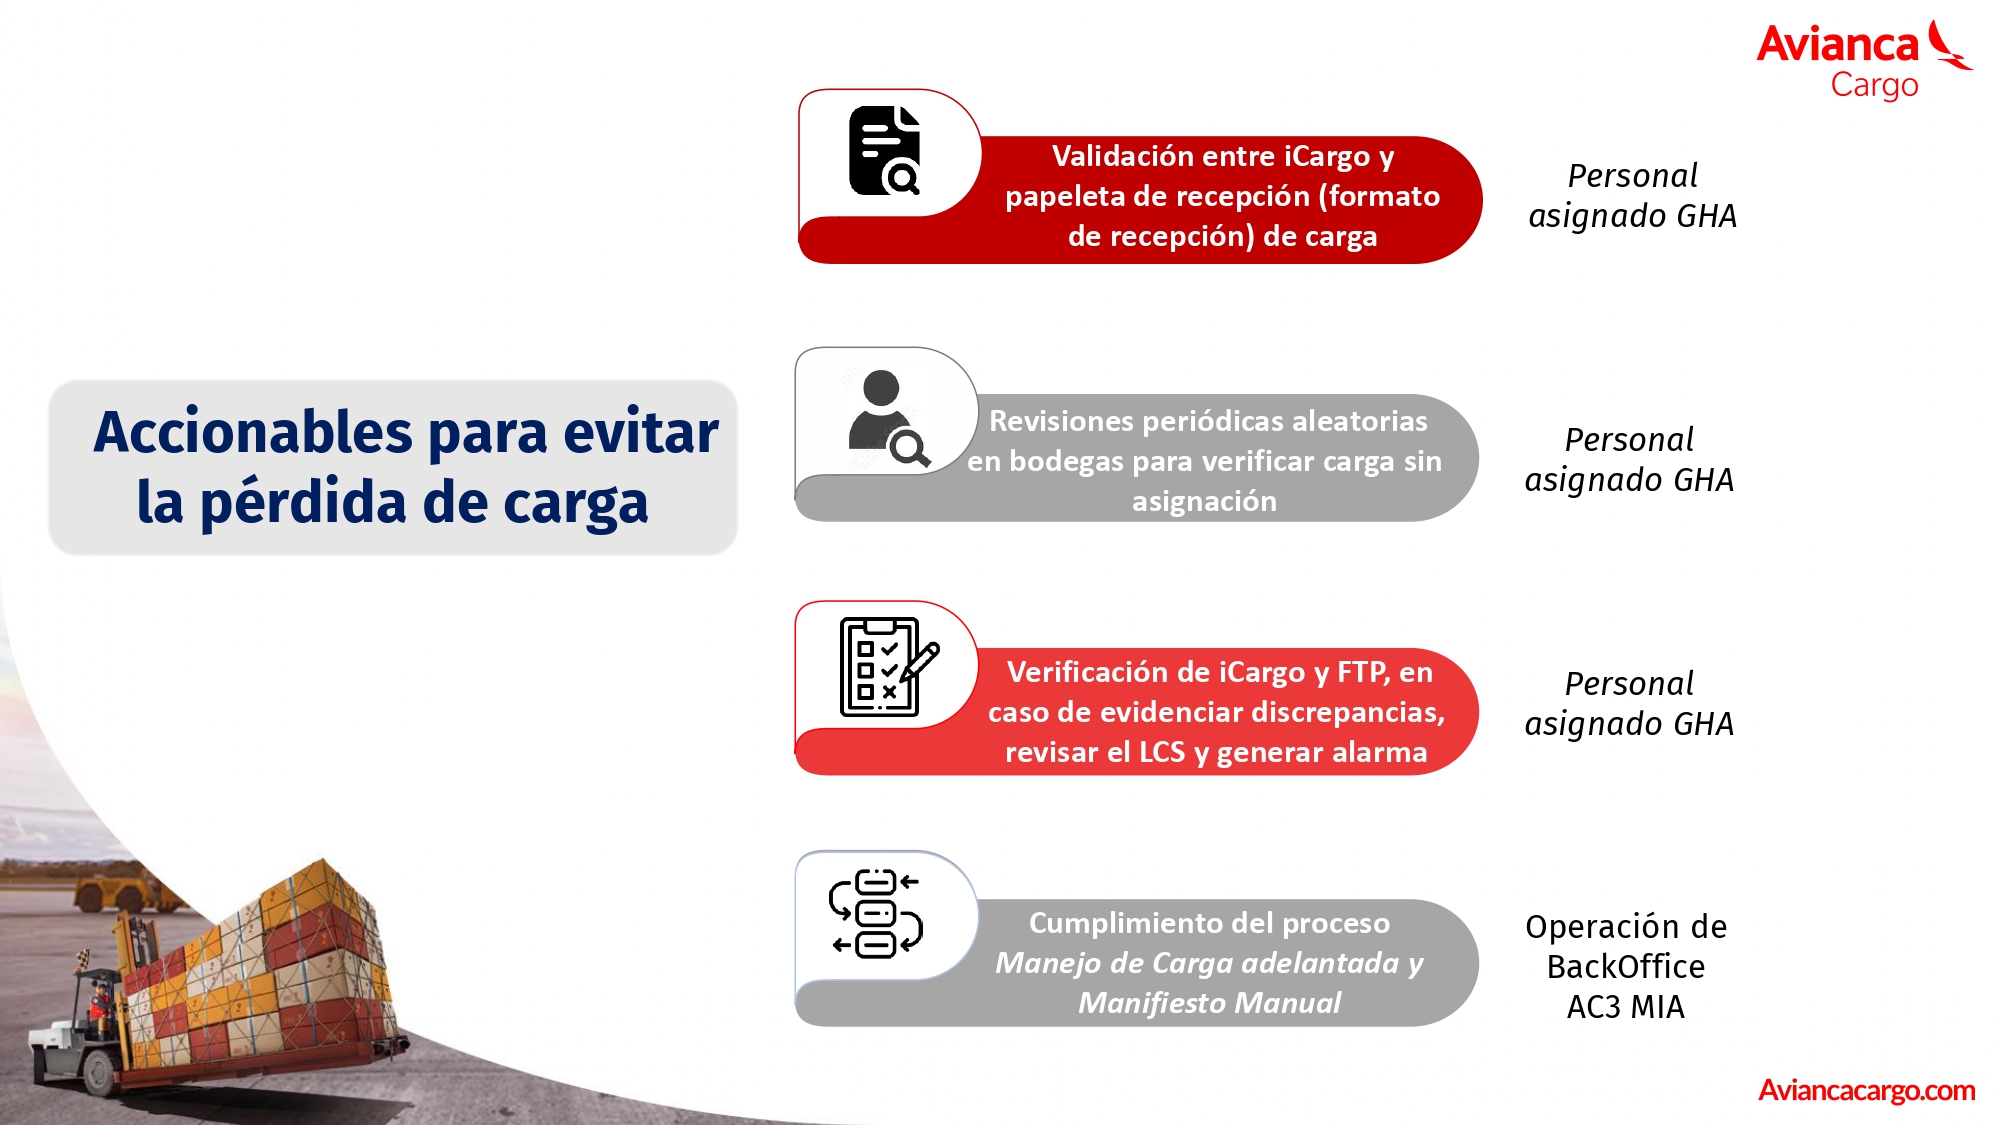 Avianca
Cargo
Validación entre iCargo y
papeleta de recepción (formato
de recepción) de carga
Personal
asignado GHA
Accionables para evitar
la pérdida de carga
Revisiones periódicas aleatorias
en bodegas para verificar carga sin
asignación
Personal
asignado GHA
Verificación de iCargo y FTP, en
caso de evidenciar discrepancias,
revisar el LCS y generar alarma
Personal
asignado GHA
Cumplimiento del proceso
Manejo de Carga adelantada y
Manifiesto Manual
Operación de
BackOffice
AC3 MIA
Aviancacargo.com